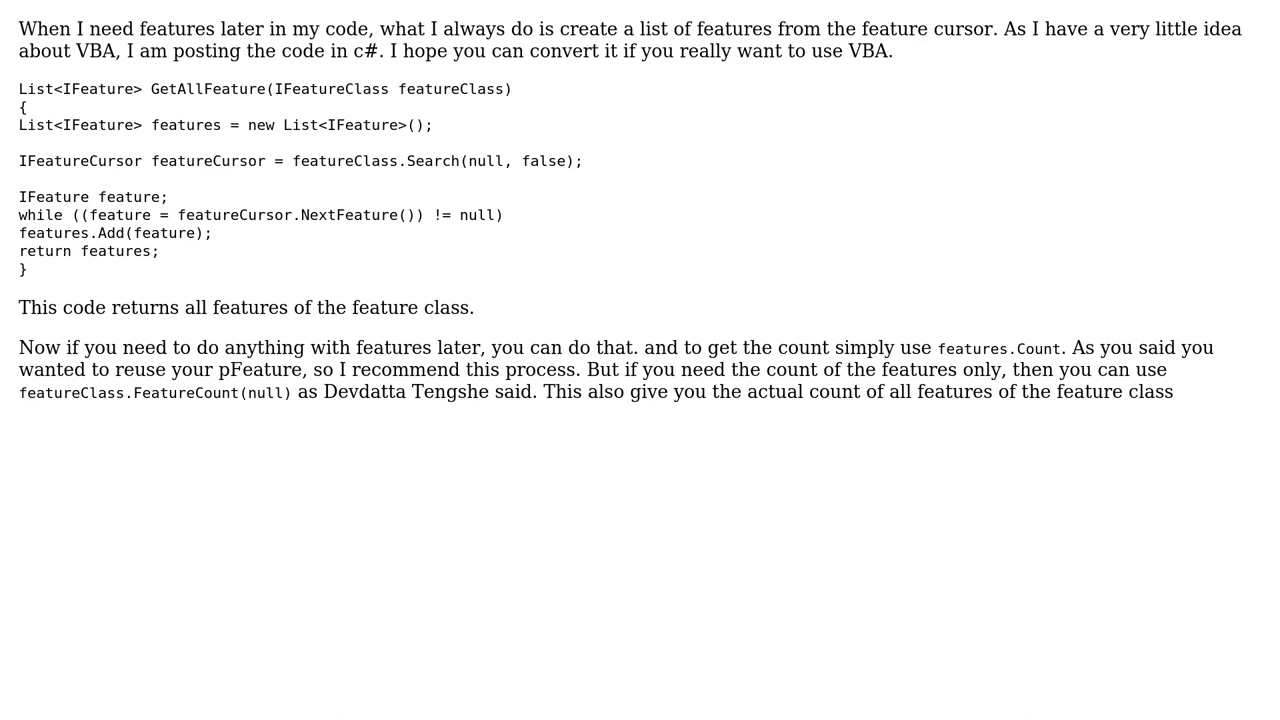 When I need features later in my code, what I always do is create a list of features from the feature cursor. As I have a very little idea
about VBA, I am posting the code in c#. I hope you can convert it if you really want to use VBA.
List<IFeature> GetAllFeature(IFeatureClass featureClass)
{
List<IFeature> features = new List<IFeature>();
IFeatureCursor featureCursor = featureClass.Search(null, false);
IFeature feature;
while ((feature = featureCursor.NextFeature()) != null)
features.Add(feature);
return features;
}
This code returns all features of the feature class.
Now if you need to do anything with features later, you can do that. and to get the count simply use features.Count. As you said you
wanted to reuse your pFeature, so I recommend this process. But if you need the count of the features only, then you can use
featureClass.FeatureCount(null) as Devdatta Tengshe said. This also give you the actual count of all features of the feature class